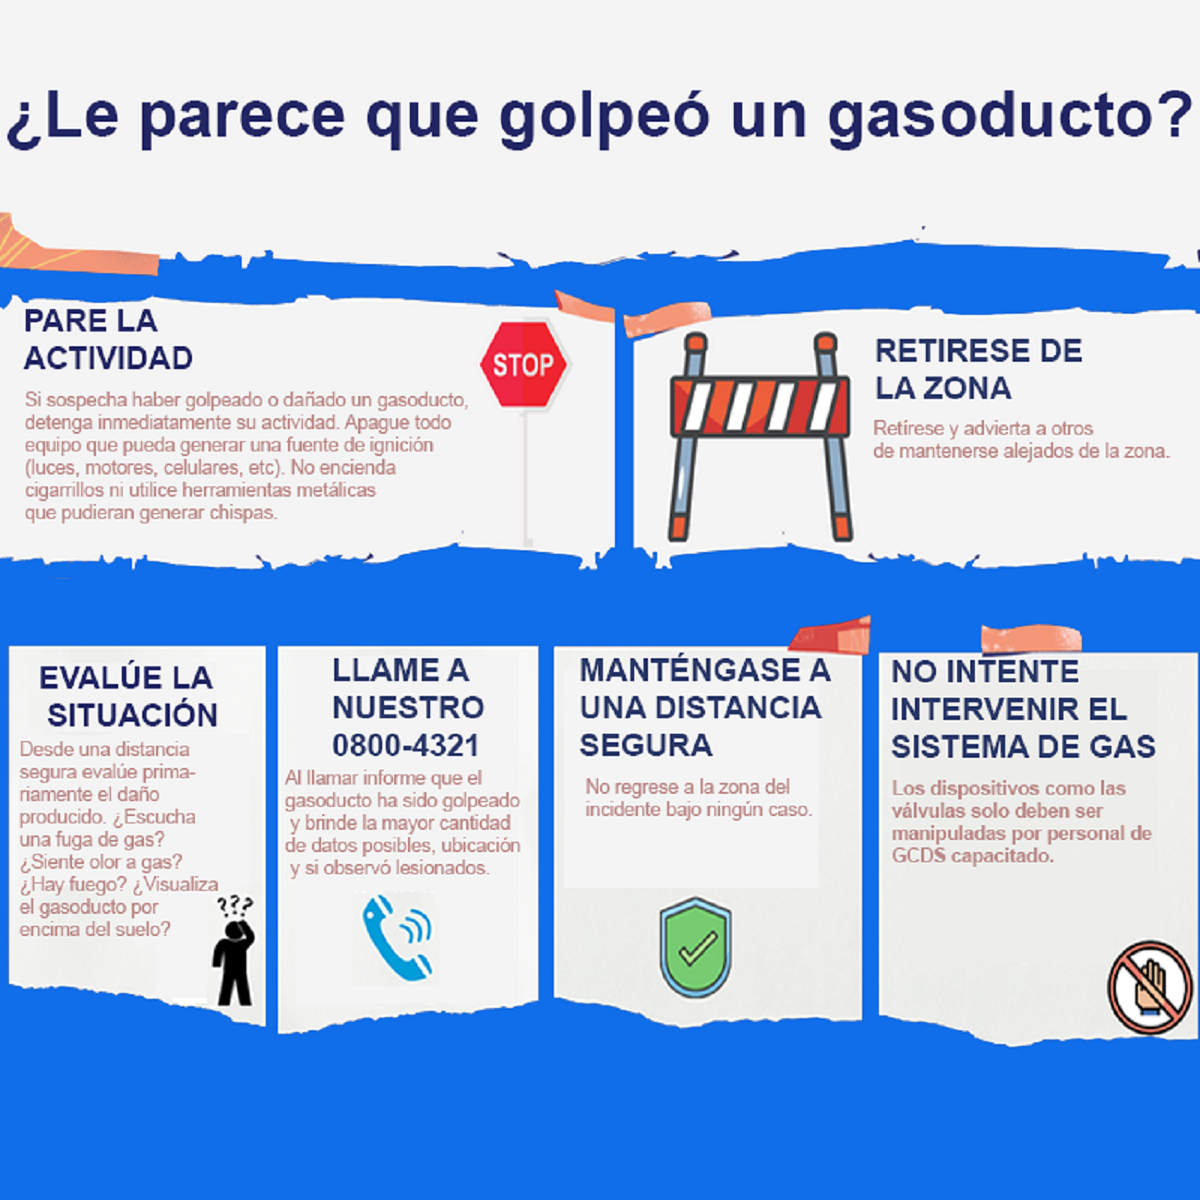 ¿Le parece que golpeó un gasoducto?
PARE LA
ACTIVIDAD
Si sospecha haber golpeado o dañado un gasoducto,
detenga inmediatamente su actividad. Apague todo
equipo que pueda generar una fuente de ignición
(luces, motores, celulares, etc). No encienda
cigarrillos ni utilice herramientas metálicas
que pudieran generar chispas.
STOP
RETIRESE DE
LA ZONA
Retírese y advierta a otros
de mantenerse alejados de la zona.
EVALÚE LA
SITUACIÓN
Desde una distancia
segura evalúe prima-
riamente el daño
producido. ¿Escucha
una fuga de gas?
¿Siente olor a gas?
¿Hay fuego? ¿Visualiza
el gasoducto por
encima del suelo?
???
LLAME A
NUESTRO
0800-4321
Al llamar informe que el
gasoducto ha sido golpeado
y brinde la mayor cantidad
de datos posibles, ubicación
y si observó lesionados.
MANTÉNGASE A
UNA DISTANCIA
SEGURA
No regrese a la zona del
incidente bajo ningún caso.
NO INTENTE
INTERVENIR EL
SISTEMA DE GAS
Los dispositivos como las
válvulas solo deben ser
manipuladas por personal de
GCDS capacitado.